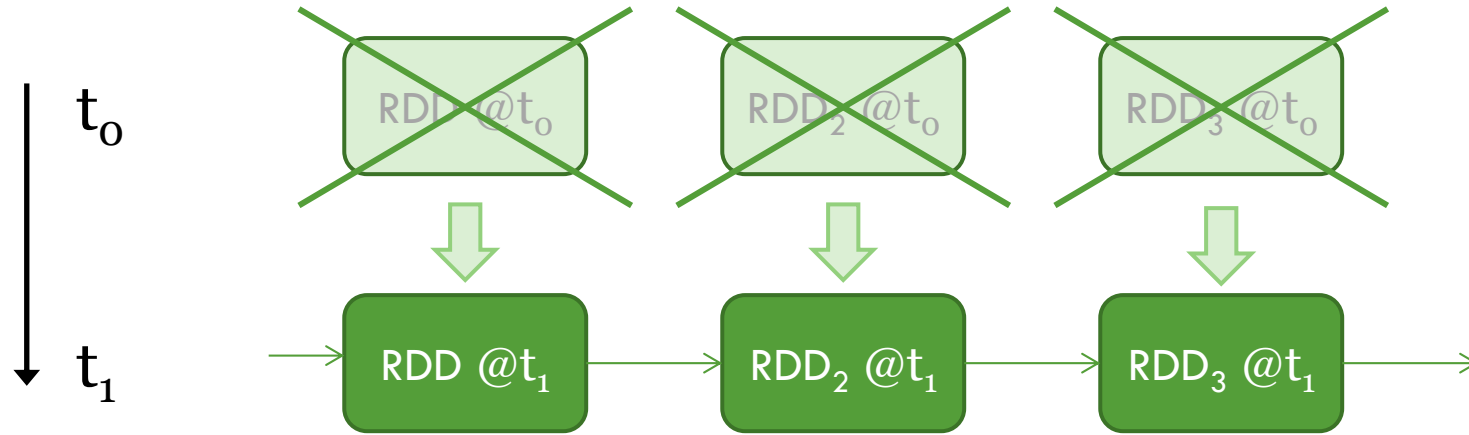 t₀
RDD @t₀
RDD₂ @t₀
RDD₃ @t₀
t₁
RDD @t₁
RDD₂ @t₁
RDD₃ @t₁